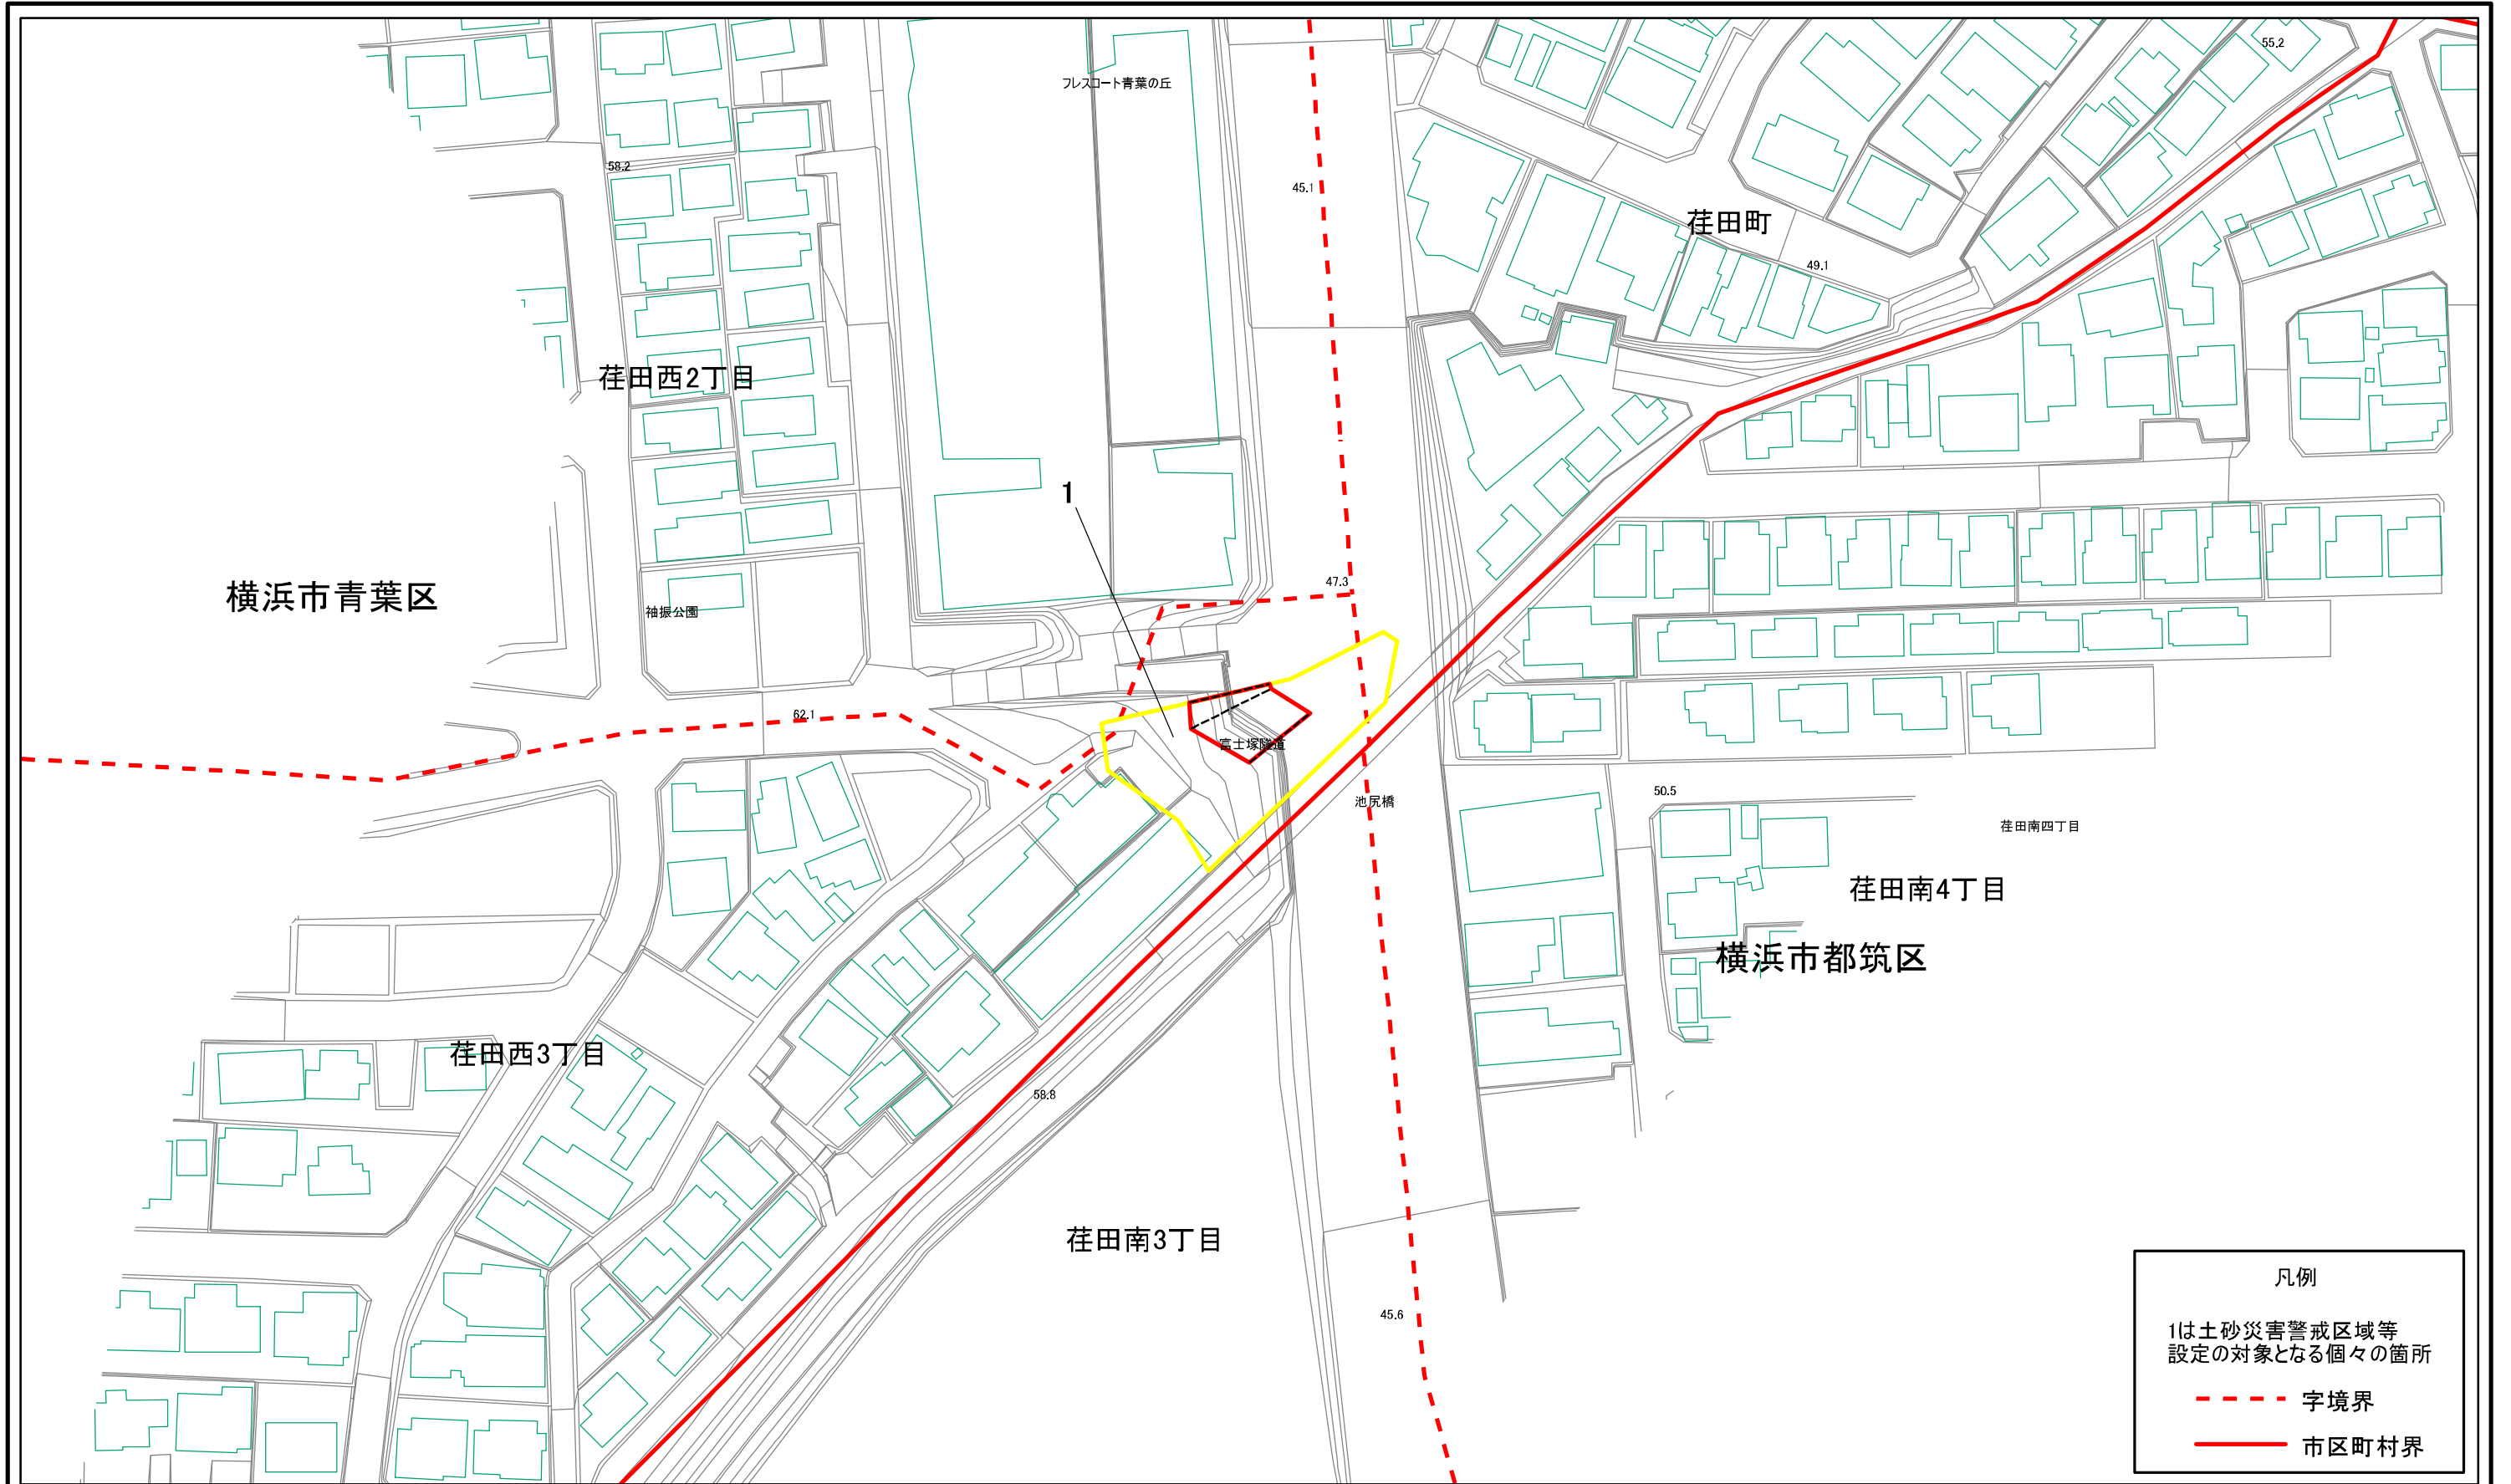 55.2
フレスコート青葉の丘
58.2
45.1
荏田町
49.1
荏田西2丁目
1
47.3
横浜市青葉区
袖振公園
62.1
富士塚隧道
池尻橋
50.5
荏田南四丁目
荏田南4丁目
横浜市都筑区
荏田西3丁目
58.8
荏田南3丁目
45.6
凡例
1は土砂災害警戒区域等
設定の対象となる個々の箇所
字境界
市区町村界